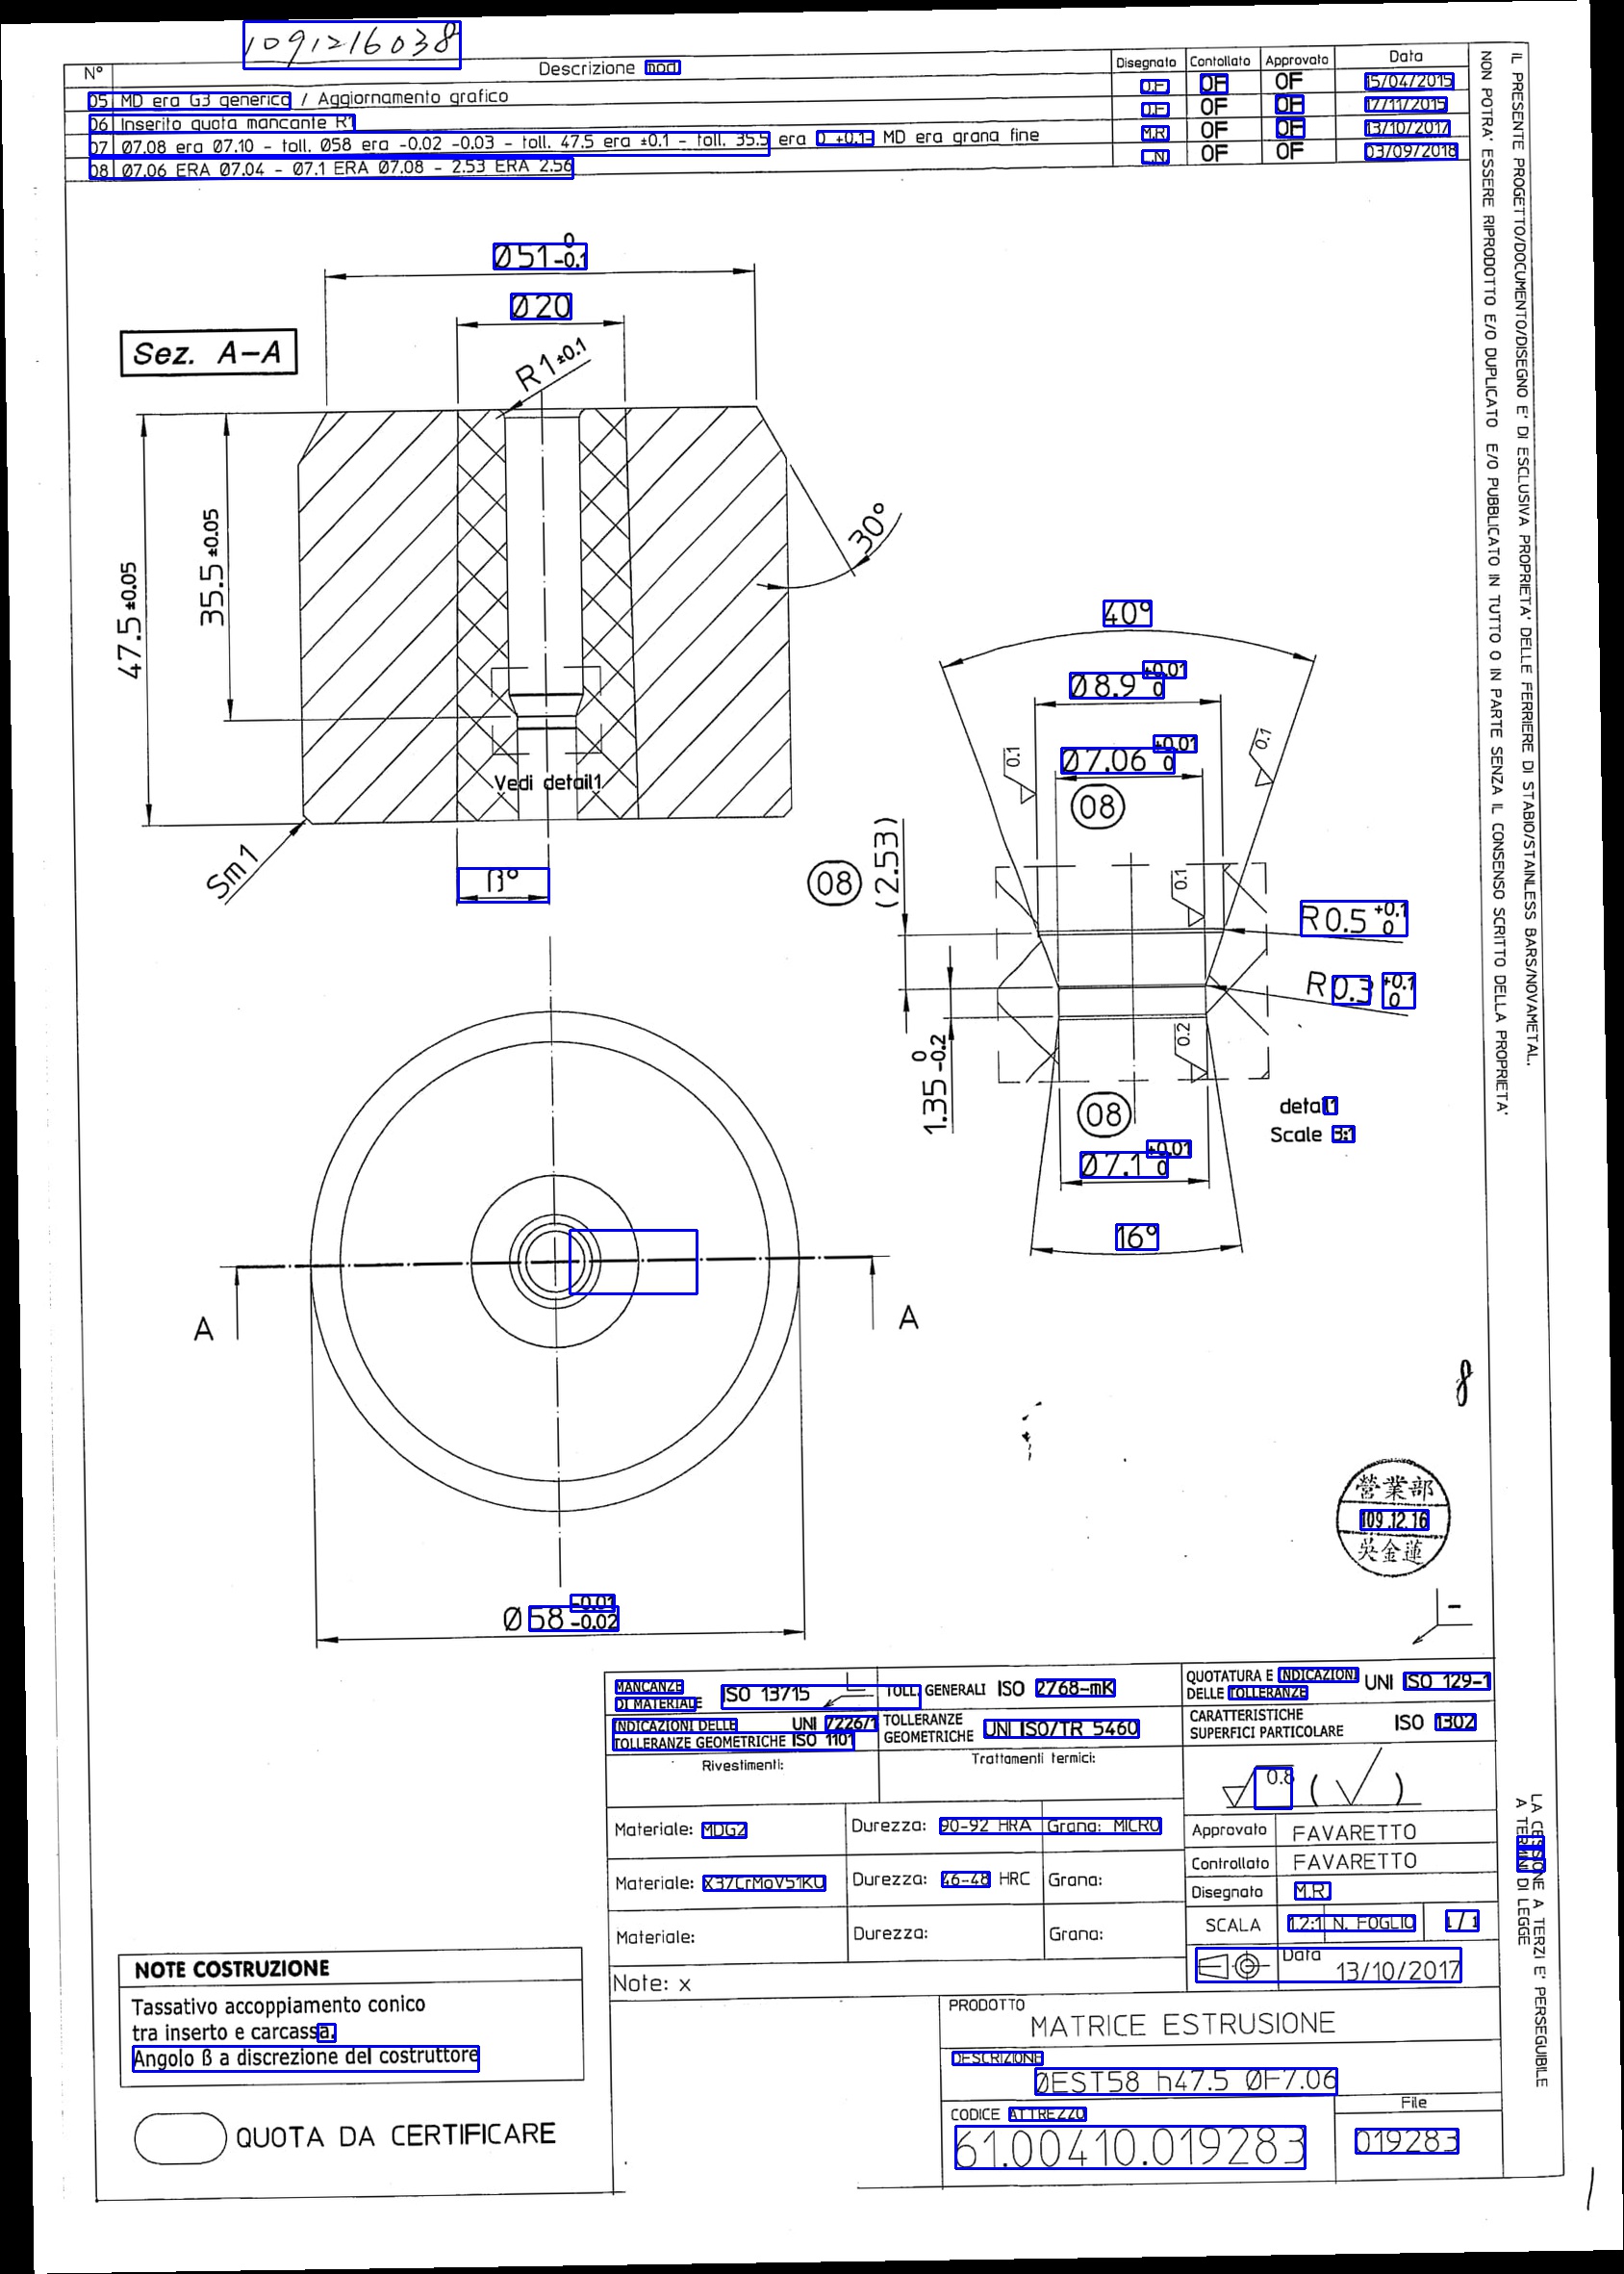 1091216038
N° Descrizione mod. Disegnato Contollato Approvato Data
05 MD era G3 generico / Aggiornamento grafico O.F. OF OF 15/04/2015
06 Inserito quota mancante R1 O.F. OF OF 17/11/2015
07 Ø7.08 era Ø7.10 - toll. Ø58 era -0.02 -0.03 - toll. 47.5 era ±0.1 - toll. 35.5 era 0 +0.1- MD era grana fine M.R. OF OF 13/10/2017
08 Ø7.06 ERA Ø7.04 - Ø7.1 ERA Ø7.08 - 2.53 ERA 2.56 L.N. OF OF 03/09/2018
IL PRESENTE PROGETTO/DOCUMENTO/DISEGNO E' DI ESCLUSIVA PROPRIETA' DELLE FERRIERE DI STABIO/STAINLESS BARS/NOVAMETAL.
NON POTRA' ESSERE RIPRODOTTO E/O DUPLICATO E/O PUBBLICATO IN TUTTO O IN PARTE SENZA IL CONSENSO SCRITTO DELLA PROPRIETA'
Ø51 0 -0.1
Ø20
Sez. A-A
R1±0.1
30°
47.5±0.05
35.5±0.05
Vedi detail1
Sm1
ß°
40°
Ø8.9 +0.01 0
Ø7.06 +0.01 0
0.1
0.1
08
08
(2.53)
0.1
R0.5 +0.1 0
R0.3 +0.1 0
0.2
1.35 0 -0.2
08
detail1
Scale 3:1
Ø7.1 +0.01 0
16°
A A
8
營業部
109.12.16
吳金蓮
Ø58 -0.01 -0.02
MANCANZE DI MATERIALE ISO 13715
TOLL. GENERALI ISO 2768-mK
QUOTATURA E INDICAZIONI DELLE TOLLERANZE UNI ISO 129-1
INDICAZIONI DELLE UNI 7226/1
TOLLERANZE GEOMETRICHE ISO 1101
TOLLERANZE GEOMETRICHE UNI ISO/TR 5460
CARATTERISTICHE SUPERFICI PARTICOLARE ISO 1302
Rivestimenti: Trattamenti termici:
0.8 ( )
Materiale: MDG2 Durezza: 90-92 HRA Grana: MICRO
Approvato FAVARETTO
Controllato FAVARETTO
Materiale: X37CrMoV51KU Durezza: 46-48 HRC Grana:
Disegnato M.R.
Materiale: Durezza: Grana:
SCALA 1.2:1 N. FOGLIO 1/1
Data 13/10/2017
Note: x
LA CESSIONE A TERZI E' PERSEGUIBILE
A TERMINI DI LEGGE
NOTE COSTRUZIONE
Tassativo accoppiamento conico
tra inserto e carcassa.
Angolo ß a discrezione del costruttore
QUOTA DA CERTIFICARE
PRODOTTO
MATRICE ESTRUSIONE
DESCRIZIONE
ØEST58 h47.5 ØF7.06
CODICE ATTREZZO
61.00410.019283
File
019283